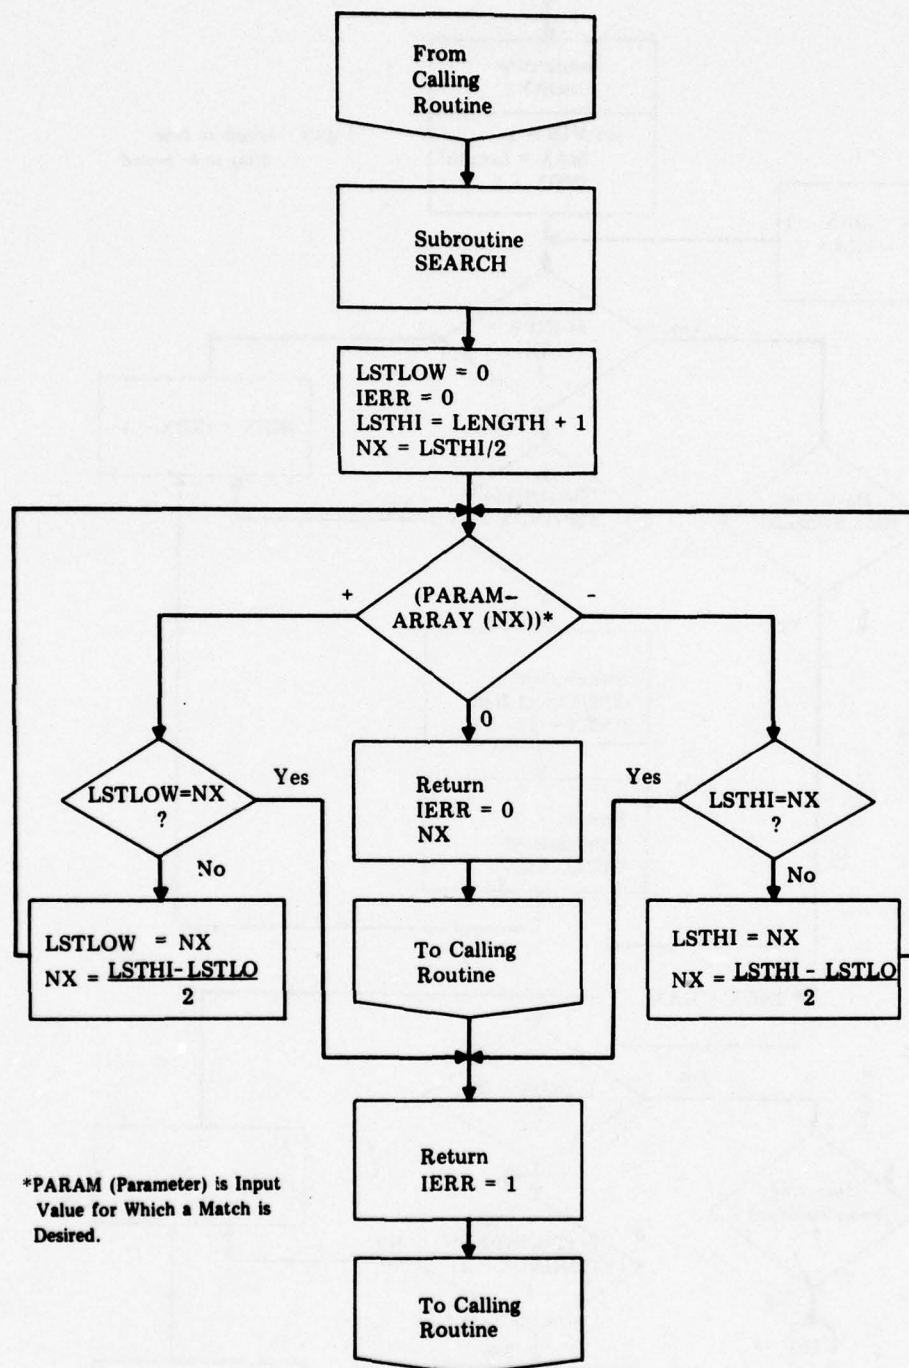 From
Calling
Routine
Subroutine
SEARCH
LSTLOW = 0
IERR = 0
LSTHI = LENGTH + 1
NX = LSTHI/2
+
(PARAM–
ARRAY (NX))*
-
0
LSTLOW=NX
?
Yes
No
Return
IERR = 0
NX
Yes
LSTHI=NX
?
No
LSTLOW = NX
NX = LSTHI-LSTLO
2
To Calling
Routine
LSTHI = NX
NX = LSTHI - LSTLO
2
Return
IERR = 1
*PARAM (Parameter) is Input
Value for Which a Match is
Desired.
To Calling
Routine